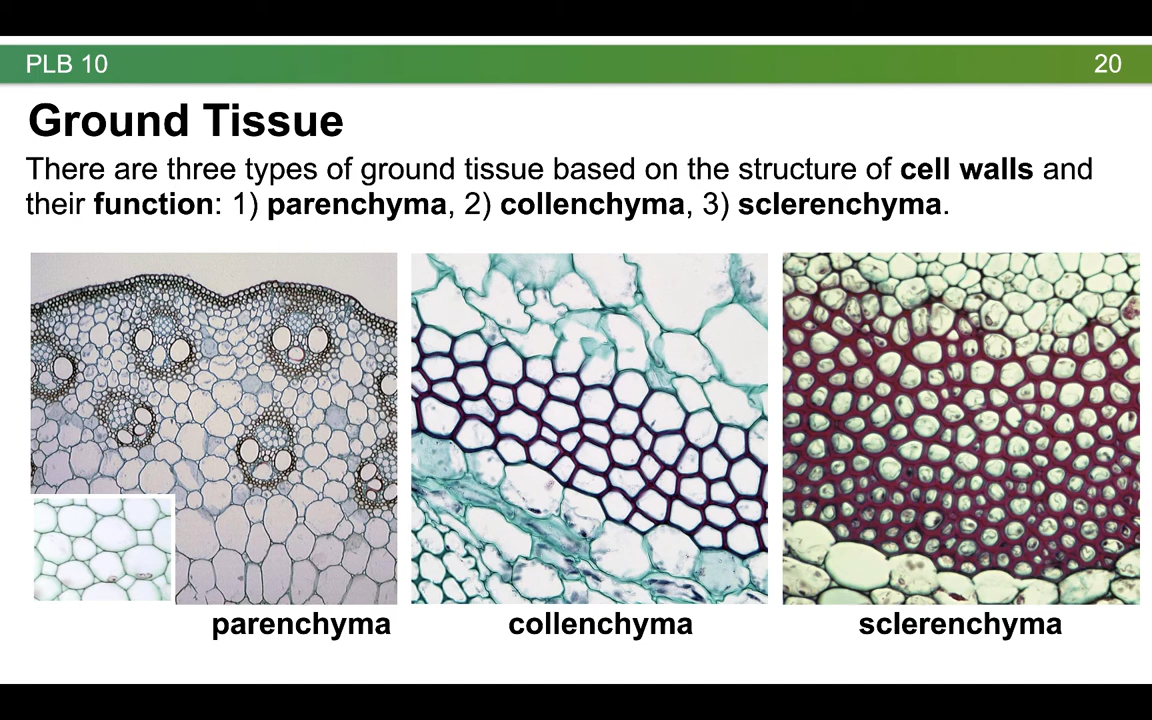 PLB 10
20
Ground Tissue
There are three types of ground tissue based on the structure of cell walls and
their function: 1) parenchyma, 2) collenchyma, 3) sclerenchyma.
parenchyma
collenchyma
sclerenchyma